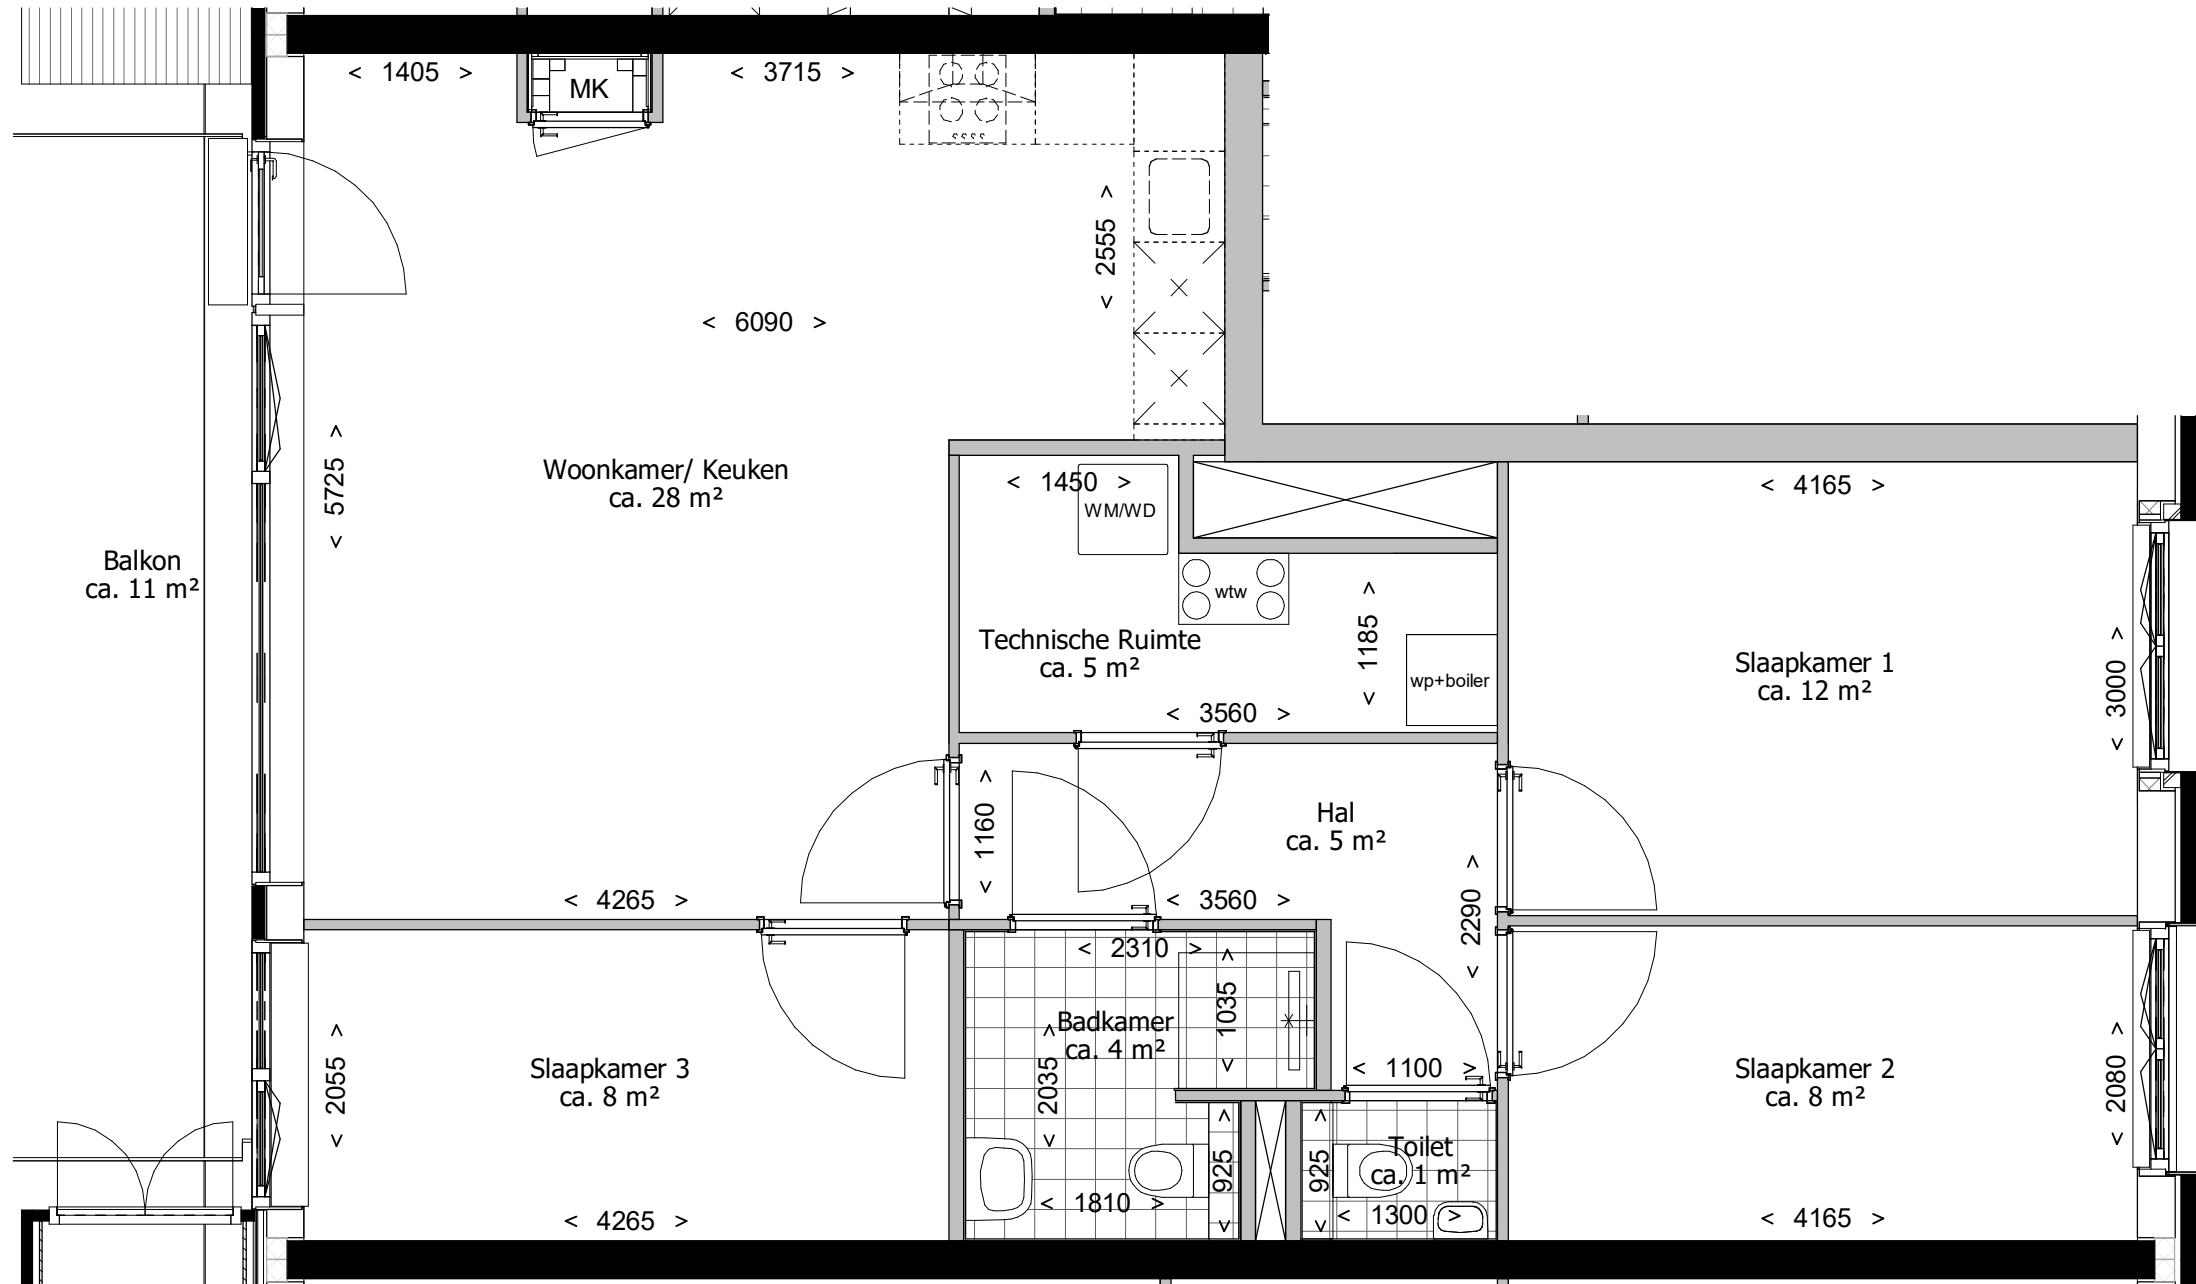 < 1405 >
MK
< 3715 >
< 2555 >
< 6090 >
Woonkamer/ Keuken
ca. 28 m²
< 5725 >
Balkon
ca. 11 m²
< 1450 >
WM/WD
wtw
Technische Ruimte
ca. 5 m²
< 1185 >
wp+boiler
< 3560 >
< 4165 >
Slaapkamer 1
ca. 12 m²
< 3000 >
< 1160 >
Hal
ca. 5 m²
< 4265 >
< 3560 >
< 2290 >
< 2310 >
< 1035 >
Badkamer
ca. 4 m²
< 2035 >
< 1100 >
Slaapkamer 3
ca. 8 m²
< 2055 >
Slaapkamer 2
ca. 8 m²
< 2080 >
< 925 >
< 925 >
Toilet
ca. 1 m²
< 1810 >
< 1300 >
< 4265 >
< 4165 >